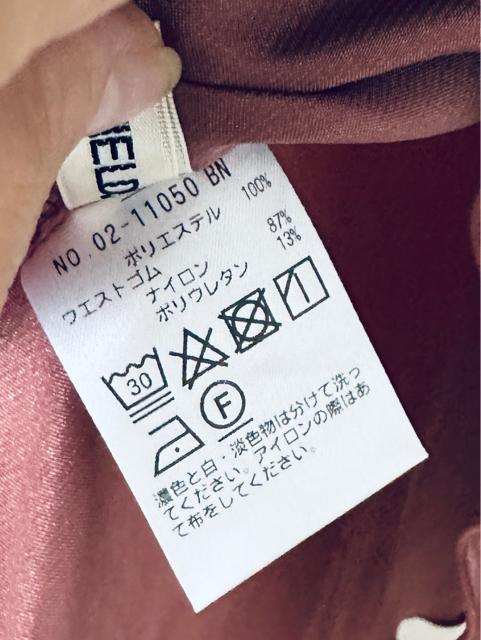 IELD
NO. 02-11050 BN
ポリエステル 100%
ウエストゴム
ナイロン 87%
ポリウレタン 13%
30
F
濃色と白・淡色物は分けて洗っ
てください。アイロンの際はあ
て布をしてください。